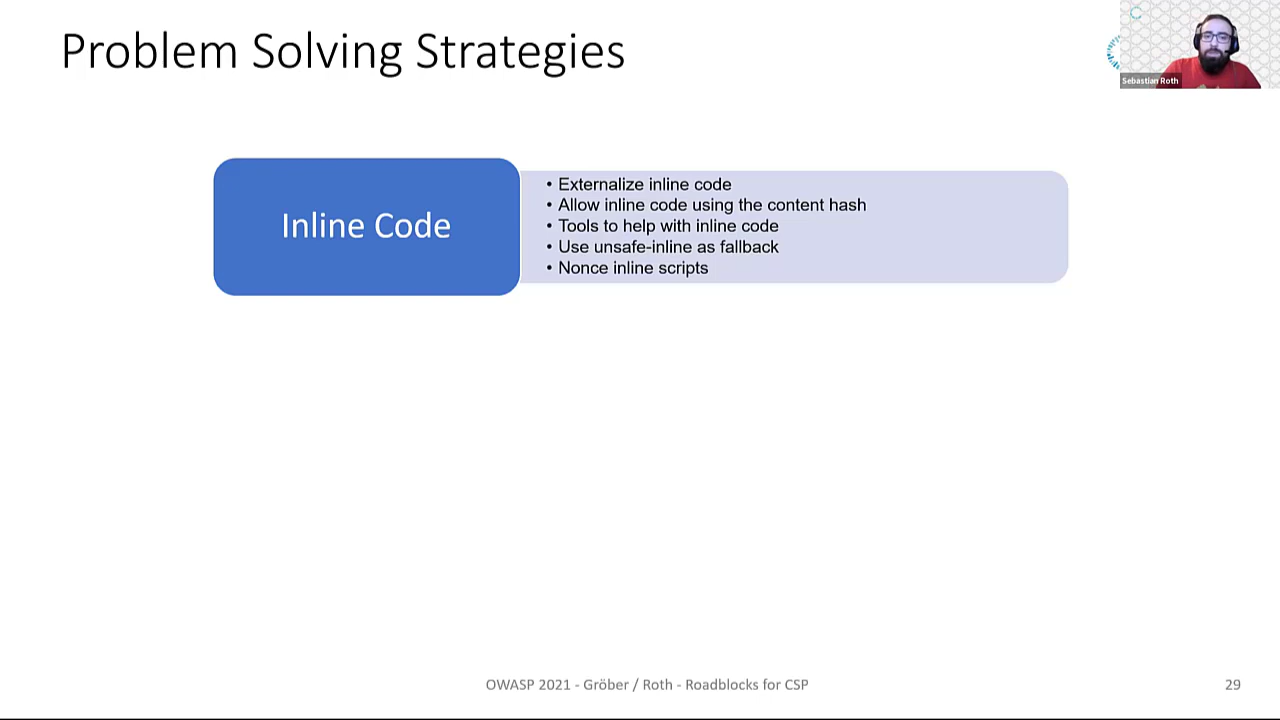 Problem Solving Strategies
Sebastian Roth
Inline Code
• Externalize inline code
• Allow inline code using the content hash
• Tools to help with inline code
• Use unsafe-inline as fallback
• Nonce inline scripts
OWASP 2021 - Gröber / Roth - Roadblocks for CSP
29